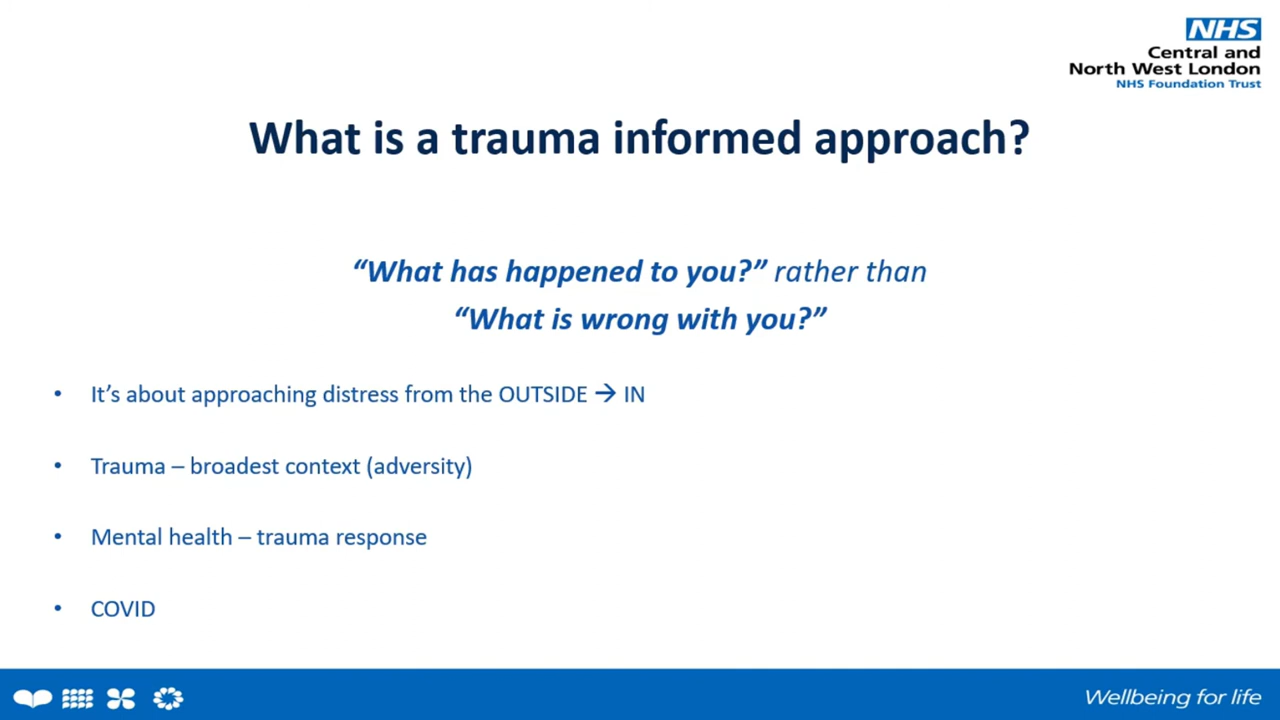 NHS
Central and
North West London
NHS Foundation Trust
What is a trauma informed approach?
“What has happened to you?” rather than
“What is wrong with you?”
• It’s about approaching distress from the OUTSIDE → IN
• Trauma – broadest context (adversity)
• Mental health – trauma response
• COVID
Wellbeing for life